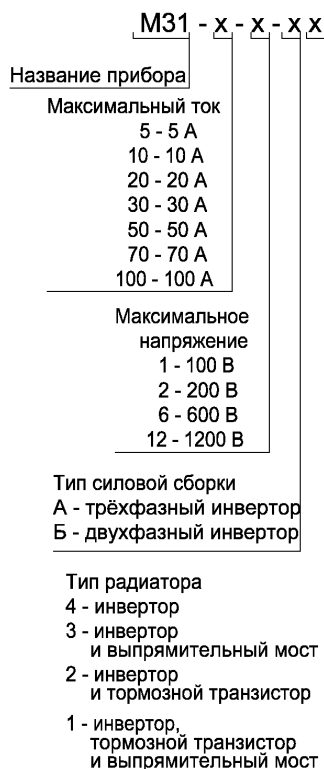 М31 - х - х - х х
Название прибора
Максимальный ток
5 - 5 А
10 - 10 А
20 - 20 А
30 - 30 А
50 - 50 А
70 - 70 А
100 - 100 А
Максимальное
напряжение
1 - 100 В
2 - 200 В
6 - 600 В
12 - 1200 В
Тип силовой сборки
А - трёхфазный инвертор
Б - двухфазный инвертор
Тип радиатора
4 - инвертор
3 - инвертор
и выпрямительный мост
2 - инвертор
и тормозной транзистор
1 - инвертор,
тормозной транзистор
и выпрямительный мост